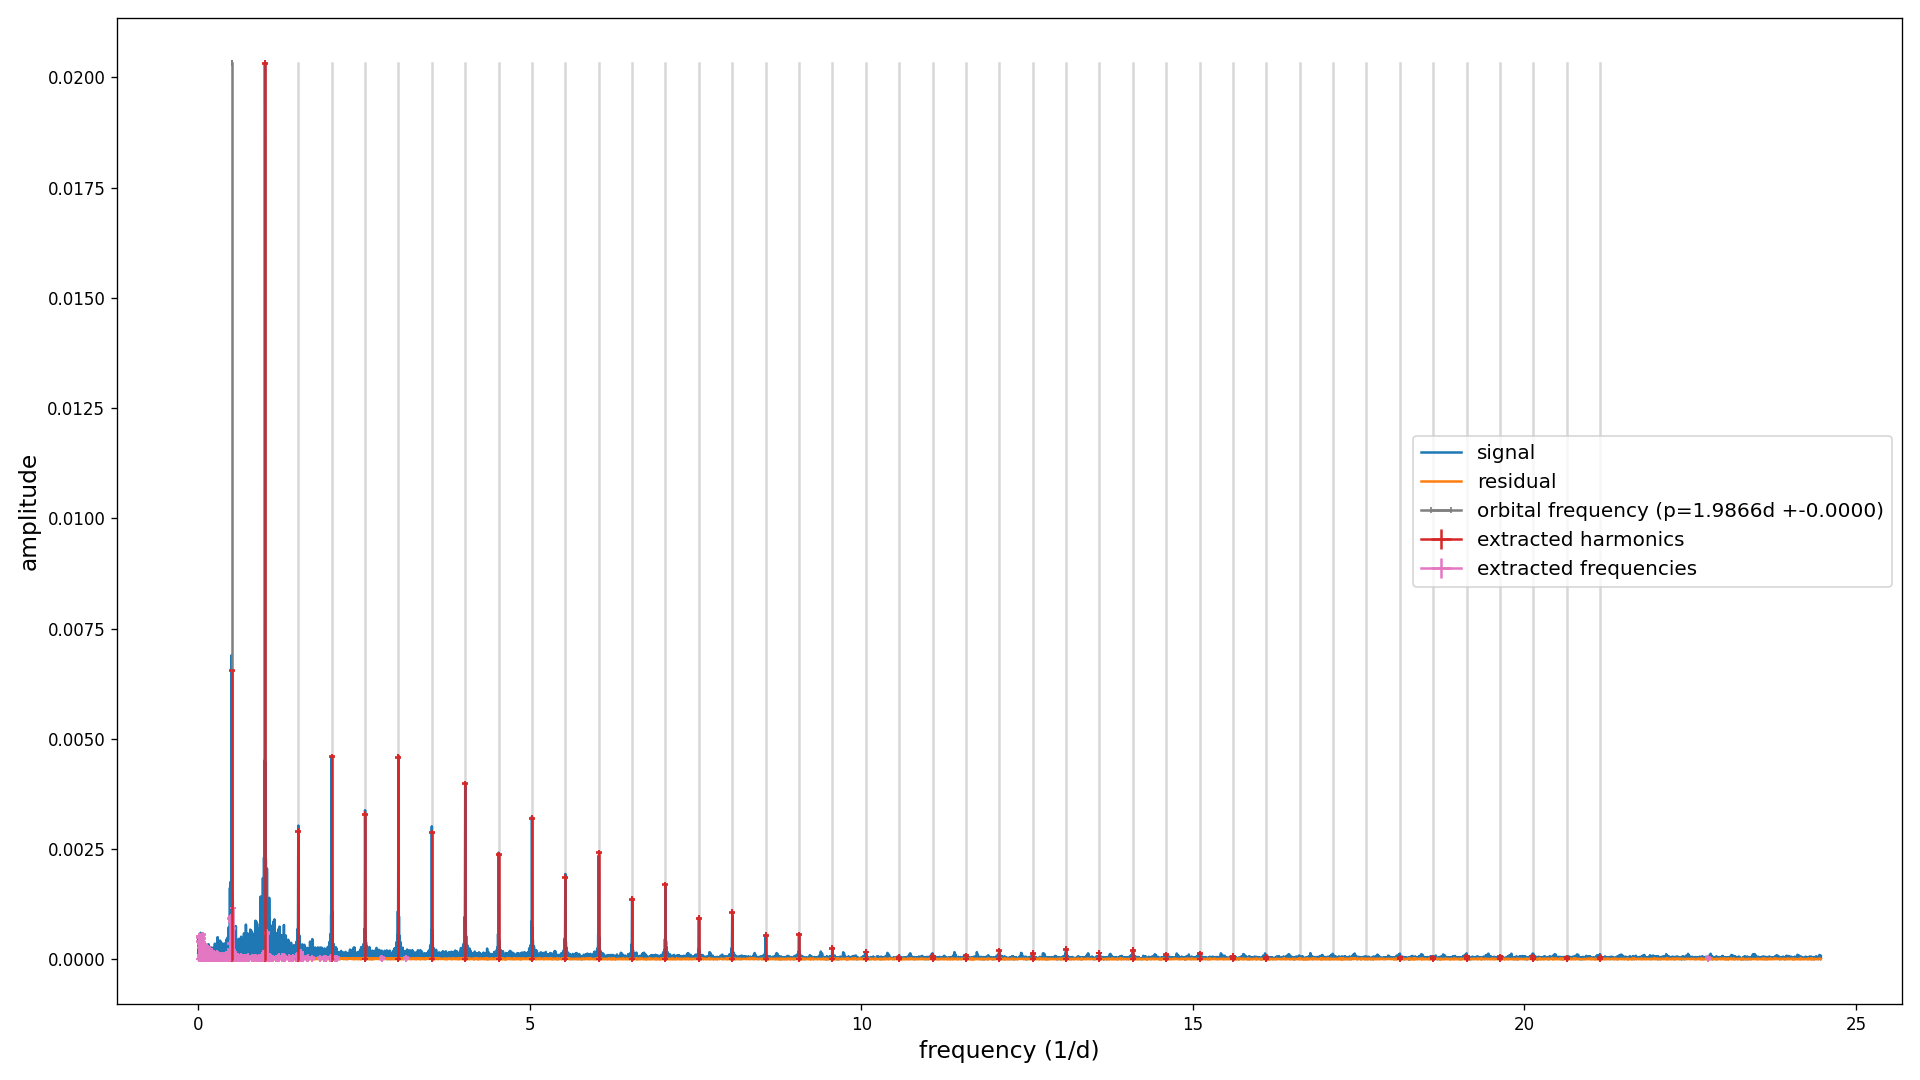 0.0200
0.0175
0.0150
0.0125
0.0100
0.0075
0.0050
0.0025
0.0000
amplitude
signal
residual
orbital frequency (p=1.9866d +-0.0000)
extracted harmonics
extracted frequencies
0 5 10 15 20 25
frequency (1/d)